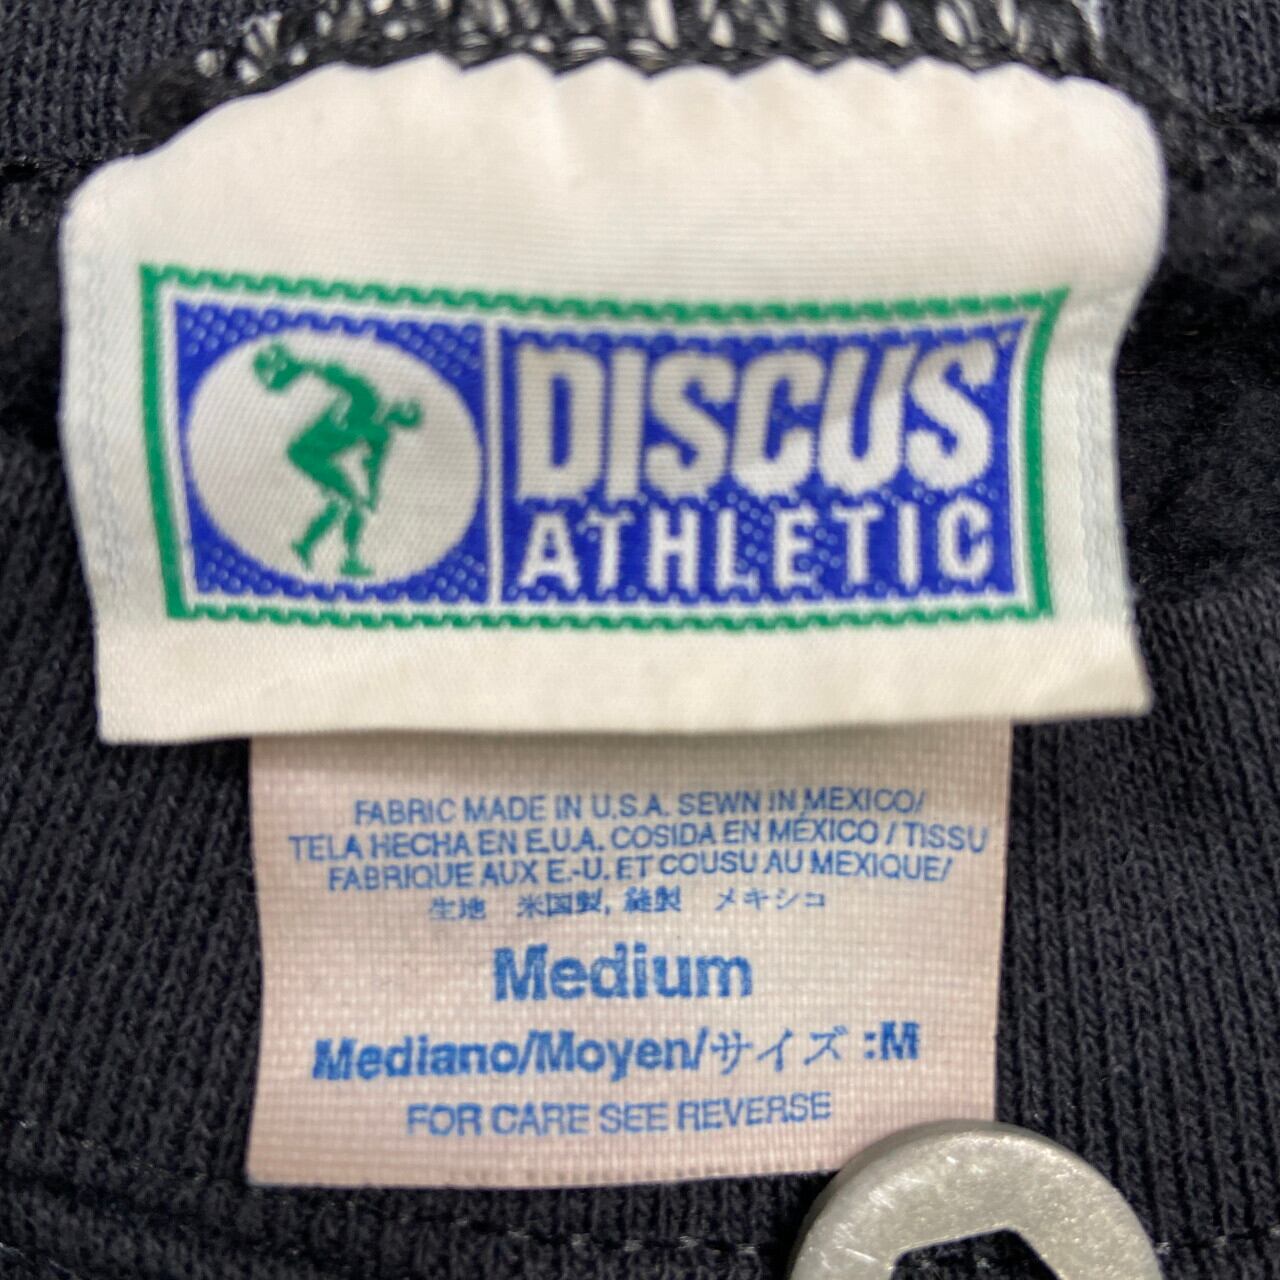 DISCUS
ATHLETIC
FABRIC MADE IN U.S.A. SEWN IN MEXICO/
TELA HECHA EN E.U.A. COSIDA EN MÉXICO / TISSU
FABRIQUE AUX E.-U. ET COUSU AU MEXIQUE/
生地 米国製, 縫製 メキシコ
Medium
Mediano/Moyen/サイズ :M
FOR CARE SEE REVERSE